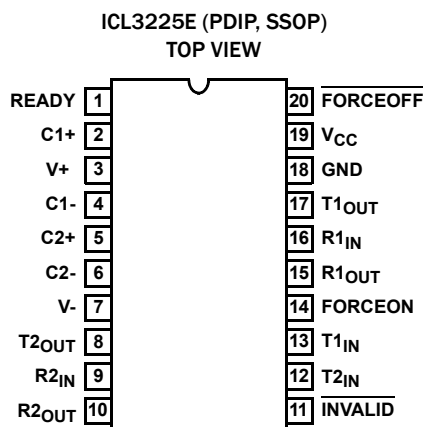 ICL3225E (PDIP, SSOP)
TOP VIEW
READY 1 20 FORCEOFF
C1+ 2 19 VCC
V+ 3 18 GND
C1- 4 17 T1OUT
C2+ 5 16 R1IN
C2- 6 15 R1OUT
V- 7 14 FORCEON
T2OUT 8 13 T1IN
R2IN 9 12 T2IN
R2OUT 10 11 INVALID